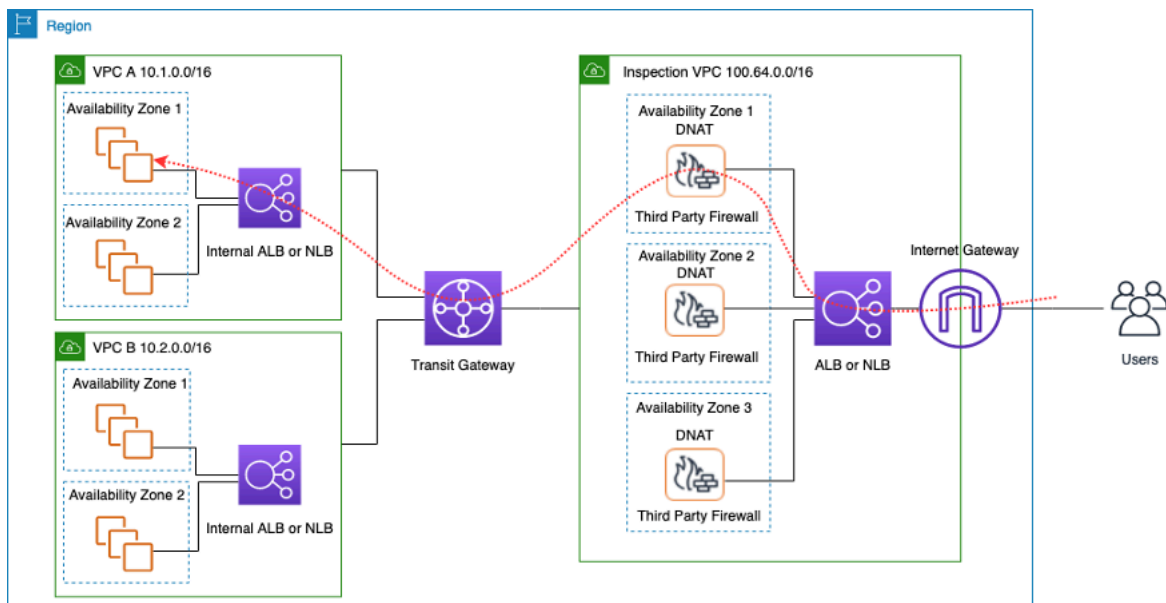 Region
VPC A 10.1.0.0/16
Availability Zone 1
Availability Zone 2
Internal ALB or NLB
VPC B 10.2.0.0/16
Availability Zone 1
Availability Zone 2
Internal ALB or NLB
Transit Gateway
Inspection VPC 100.64.0.0/16
Availability Zone 1
DNAT
Third Party Firewall
Availability Zone 2
DNAT
Third Party Firewall
Availability Zone 3
DNAT
Third Party Firewall
ALB or NLB
Internet Gateway
Users